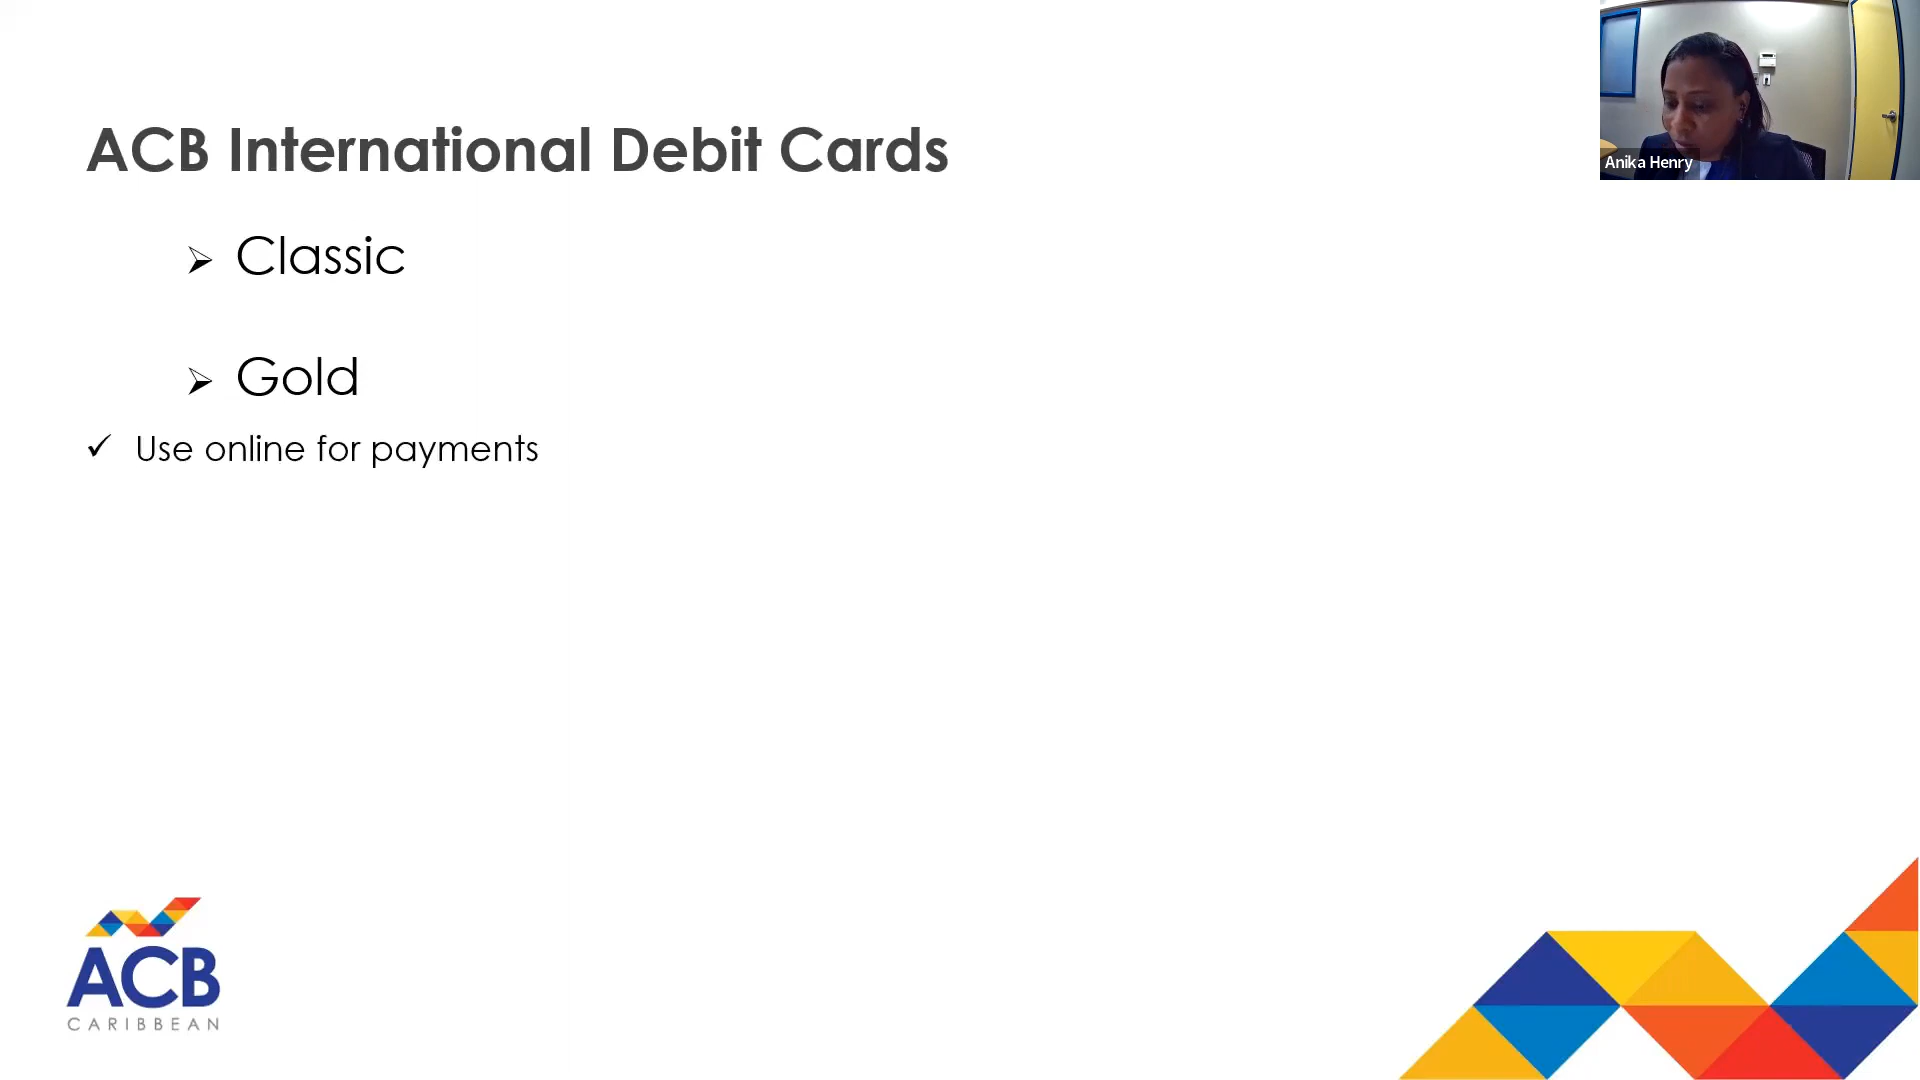 ACB International Debit Cards
Classic
Gold
Use online for payments
Anika Henry
ACB
CARIBBEAN